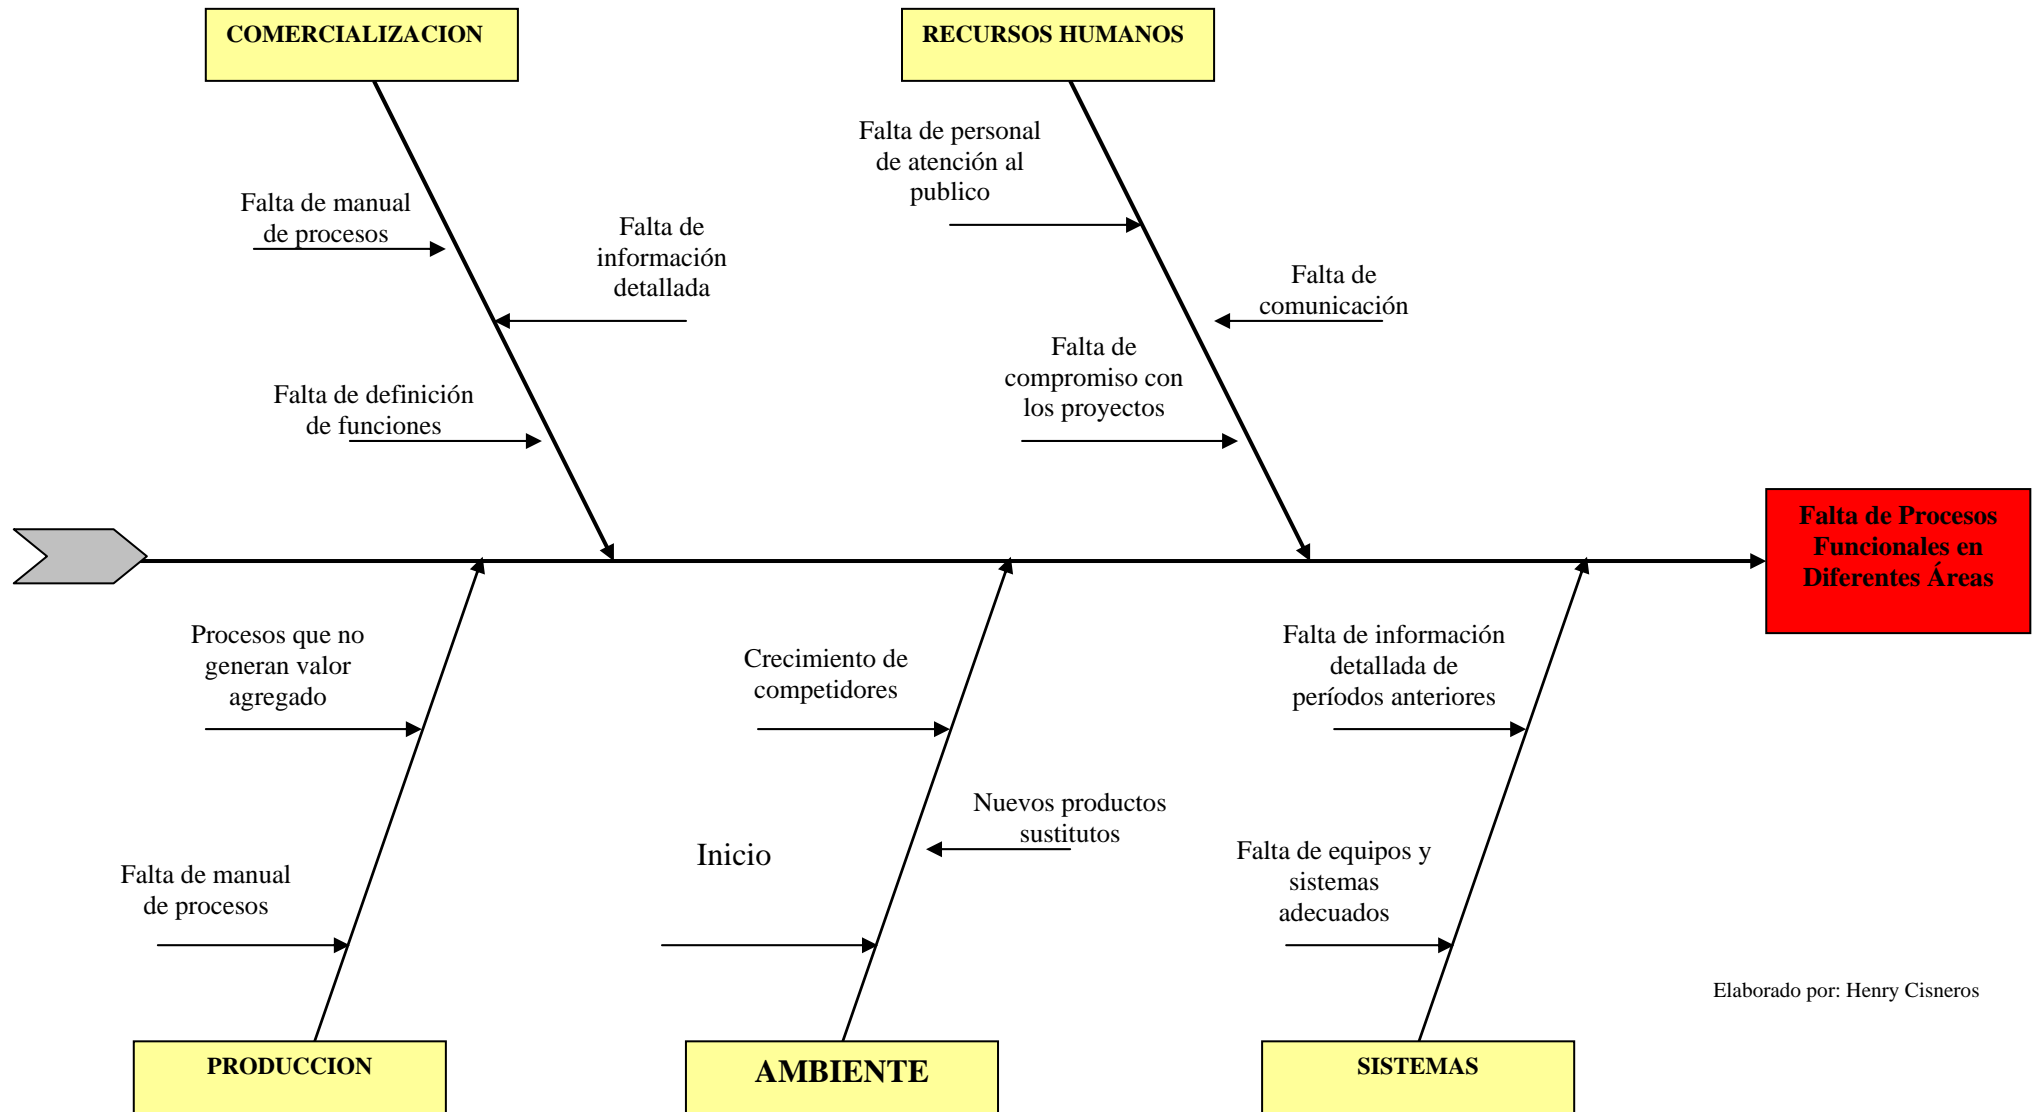 COMERCIALIZACION
RECURSOS HUMANOS
Falta de personal
de atención al
publico
Falta de manual
de procesos
Falta de
información
detallada
Falta de
comunicación
Falta de
compromiso con
los proyectos
Falta de definición
de funciones
Falta de Procesos
Funcionales en
Diferentes Áreas
Procesos que no
generan valor
agregado
Crecimiento de
competidores
Falta de información
detallada de
períodos anteriores
Nuevos productos
sustitutos
Inicio
Falta de equipos y
sistemas
adecuados
Falta de manual
de procesos
Elaborado por: Henry Cisneros
PRODUCCION
AMBIENTE
SISTEMAS